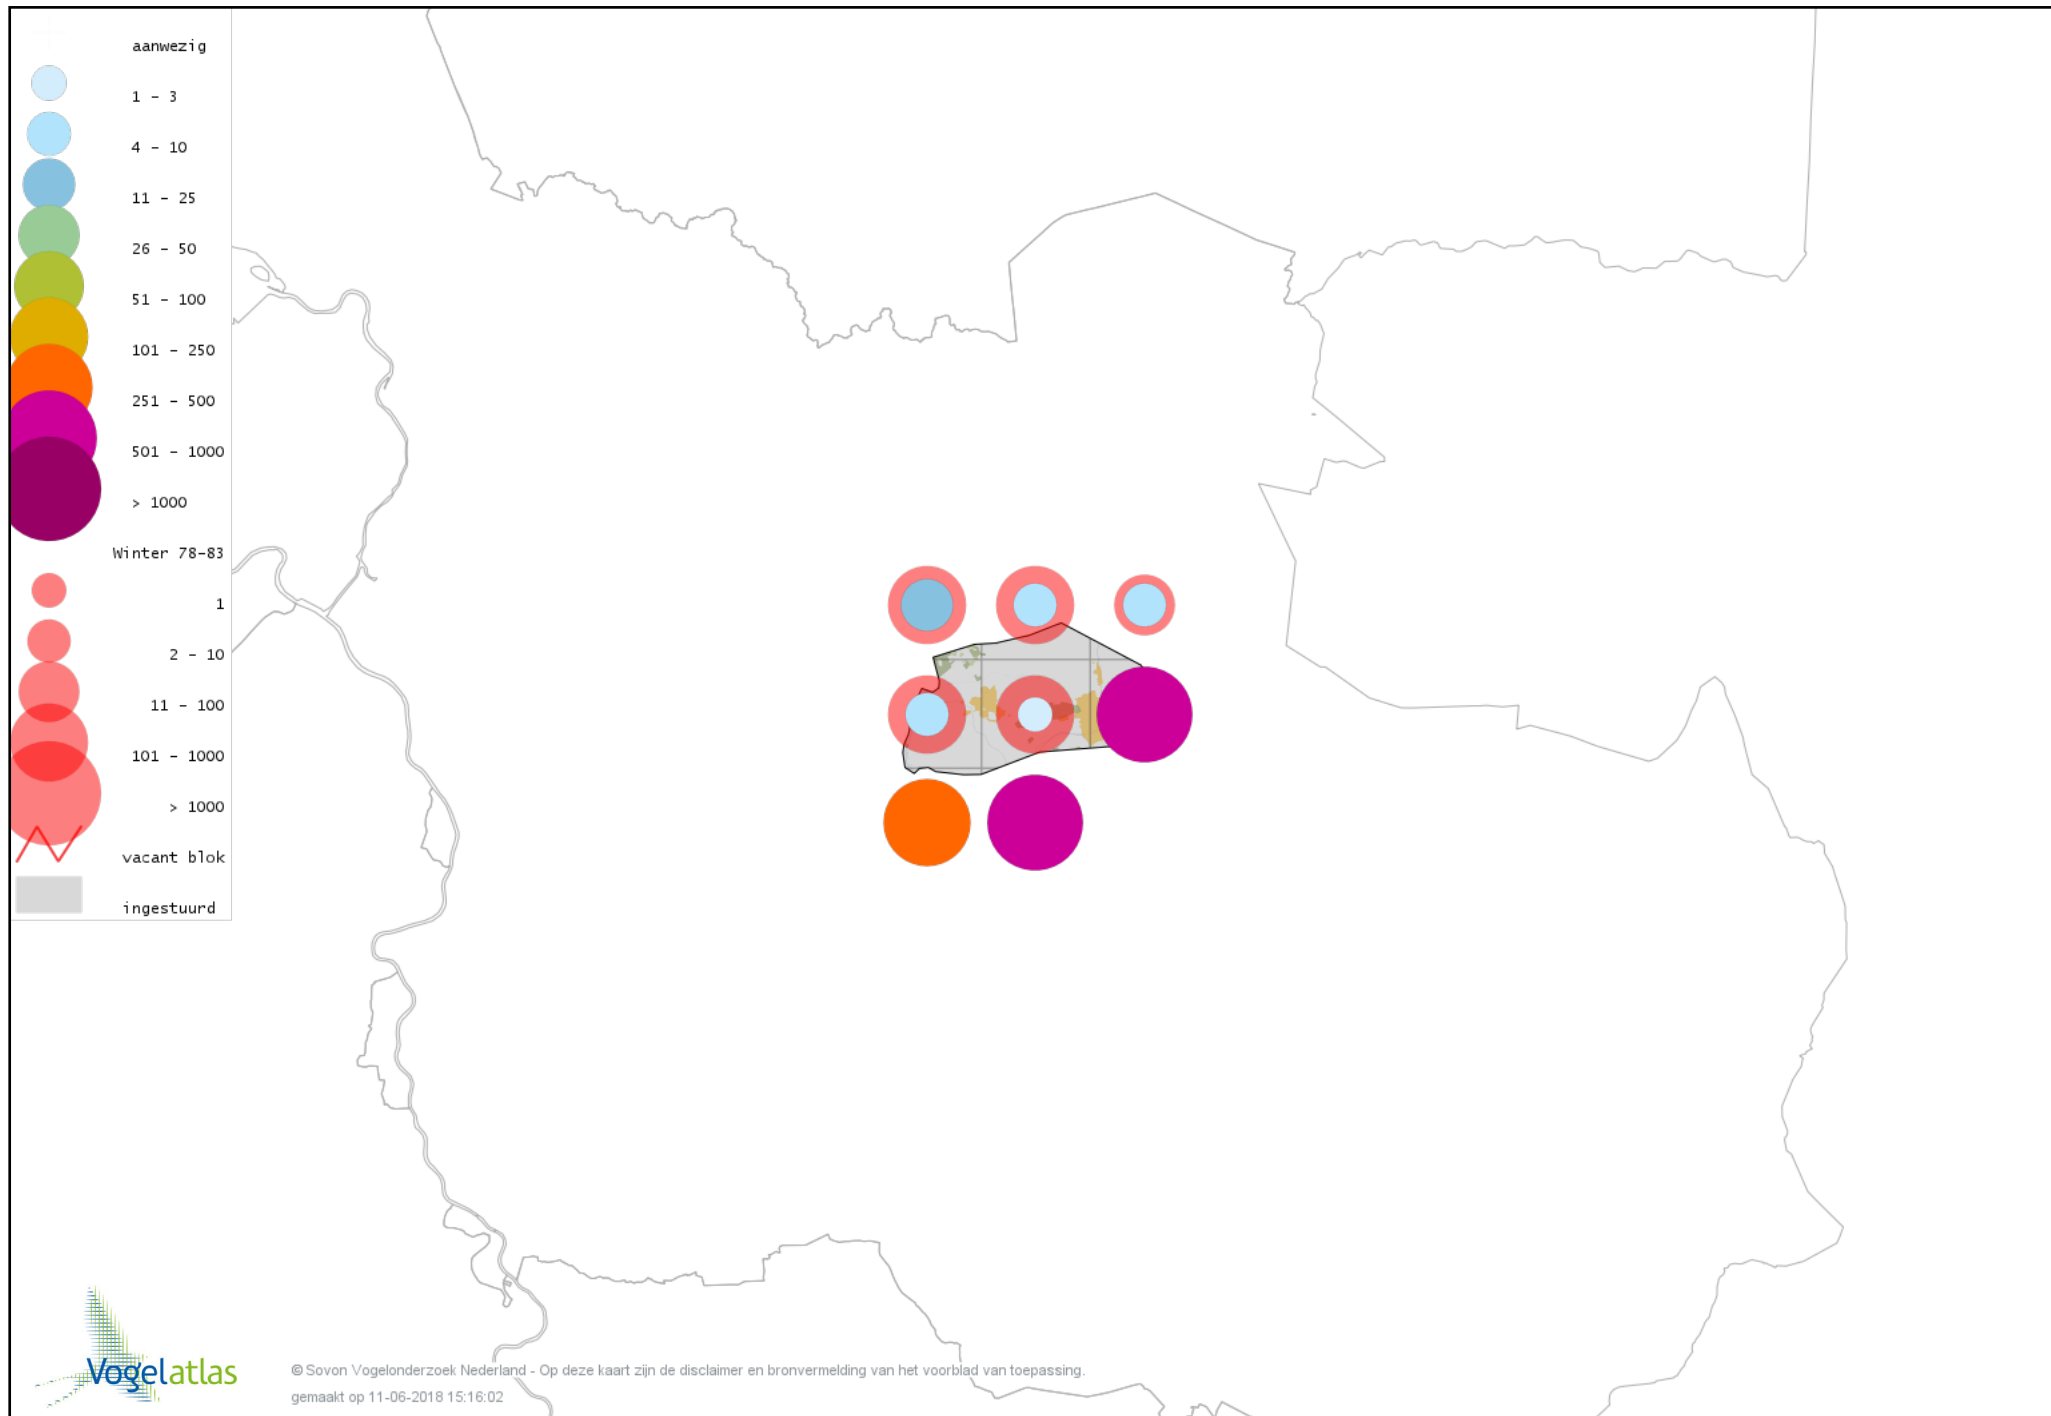 aanwezig
1 - 3
4 - 10
11 - 25
26 - 50
51 - 100
101 - 250
251 - 500
501 - 1000
> 1000
Winter 78-83
1
2 - 10
11 - 100
101 - 1000
> 1000
vacant blok
ingestuurd
Vogelatlas
© Sovon Vogelonderzoek Nederland - Op deze kaart zijn de disclaimer en bronvermelding van het voorblad van toepassing.
gemaakt op 11-06-2018 15:16:02